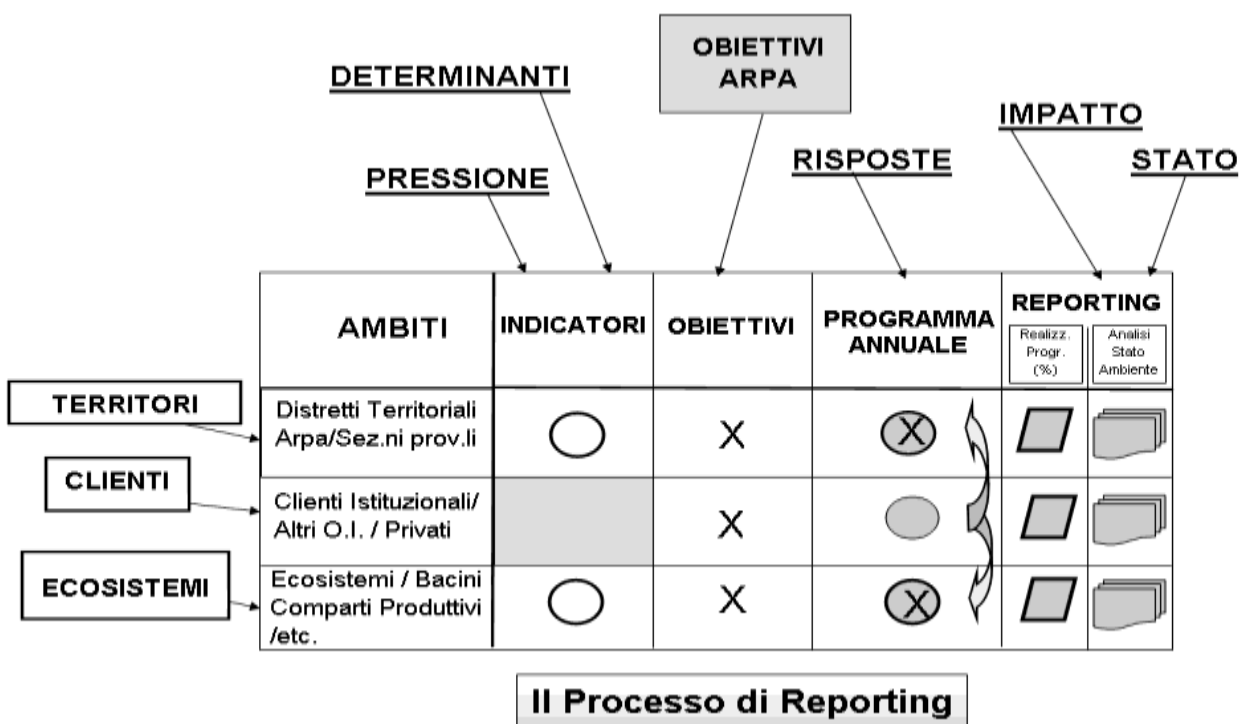 OBIETTIVI
ARPA
DETERMINANTI
IMPATTO
RISPOSTE
STATO
PRESSIONE
AMBITI
INDICATORI
OBIETTIVI
PROGRAMMA
ANNUALE
REPORTING
Realizz.
Progr.
(%)
Analisi
Stato
Ambiente
TERRITORI
Distretti Territoriali
Arpa/Sez.ni prov.li
X
X
CLIENTI
Clienti Istituzionali/
Altri O.I. / Privati
X
ECOSISTEMI
Ecosistemi / Bacini
Comparti Produttivi
/etc.
X
X
Il Processo di Reporting